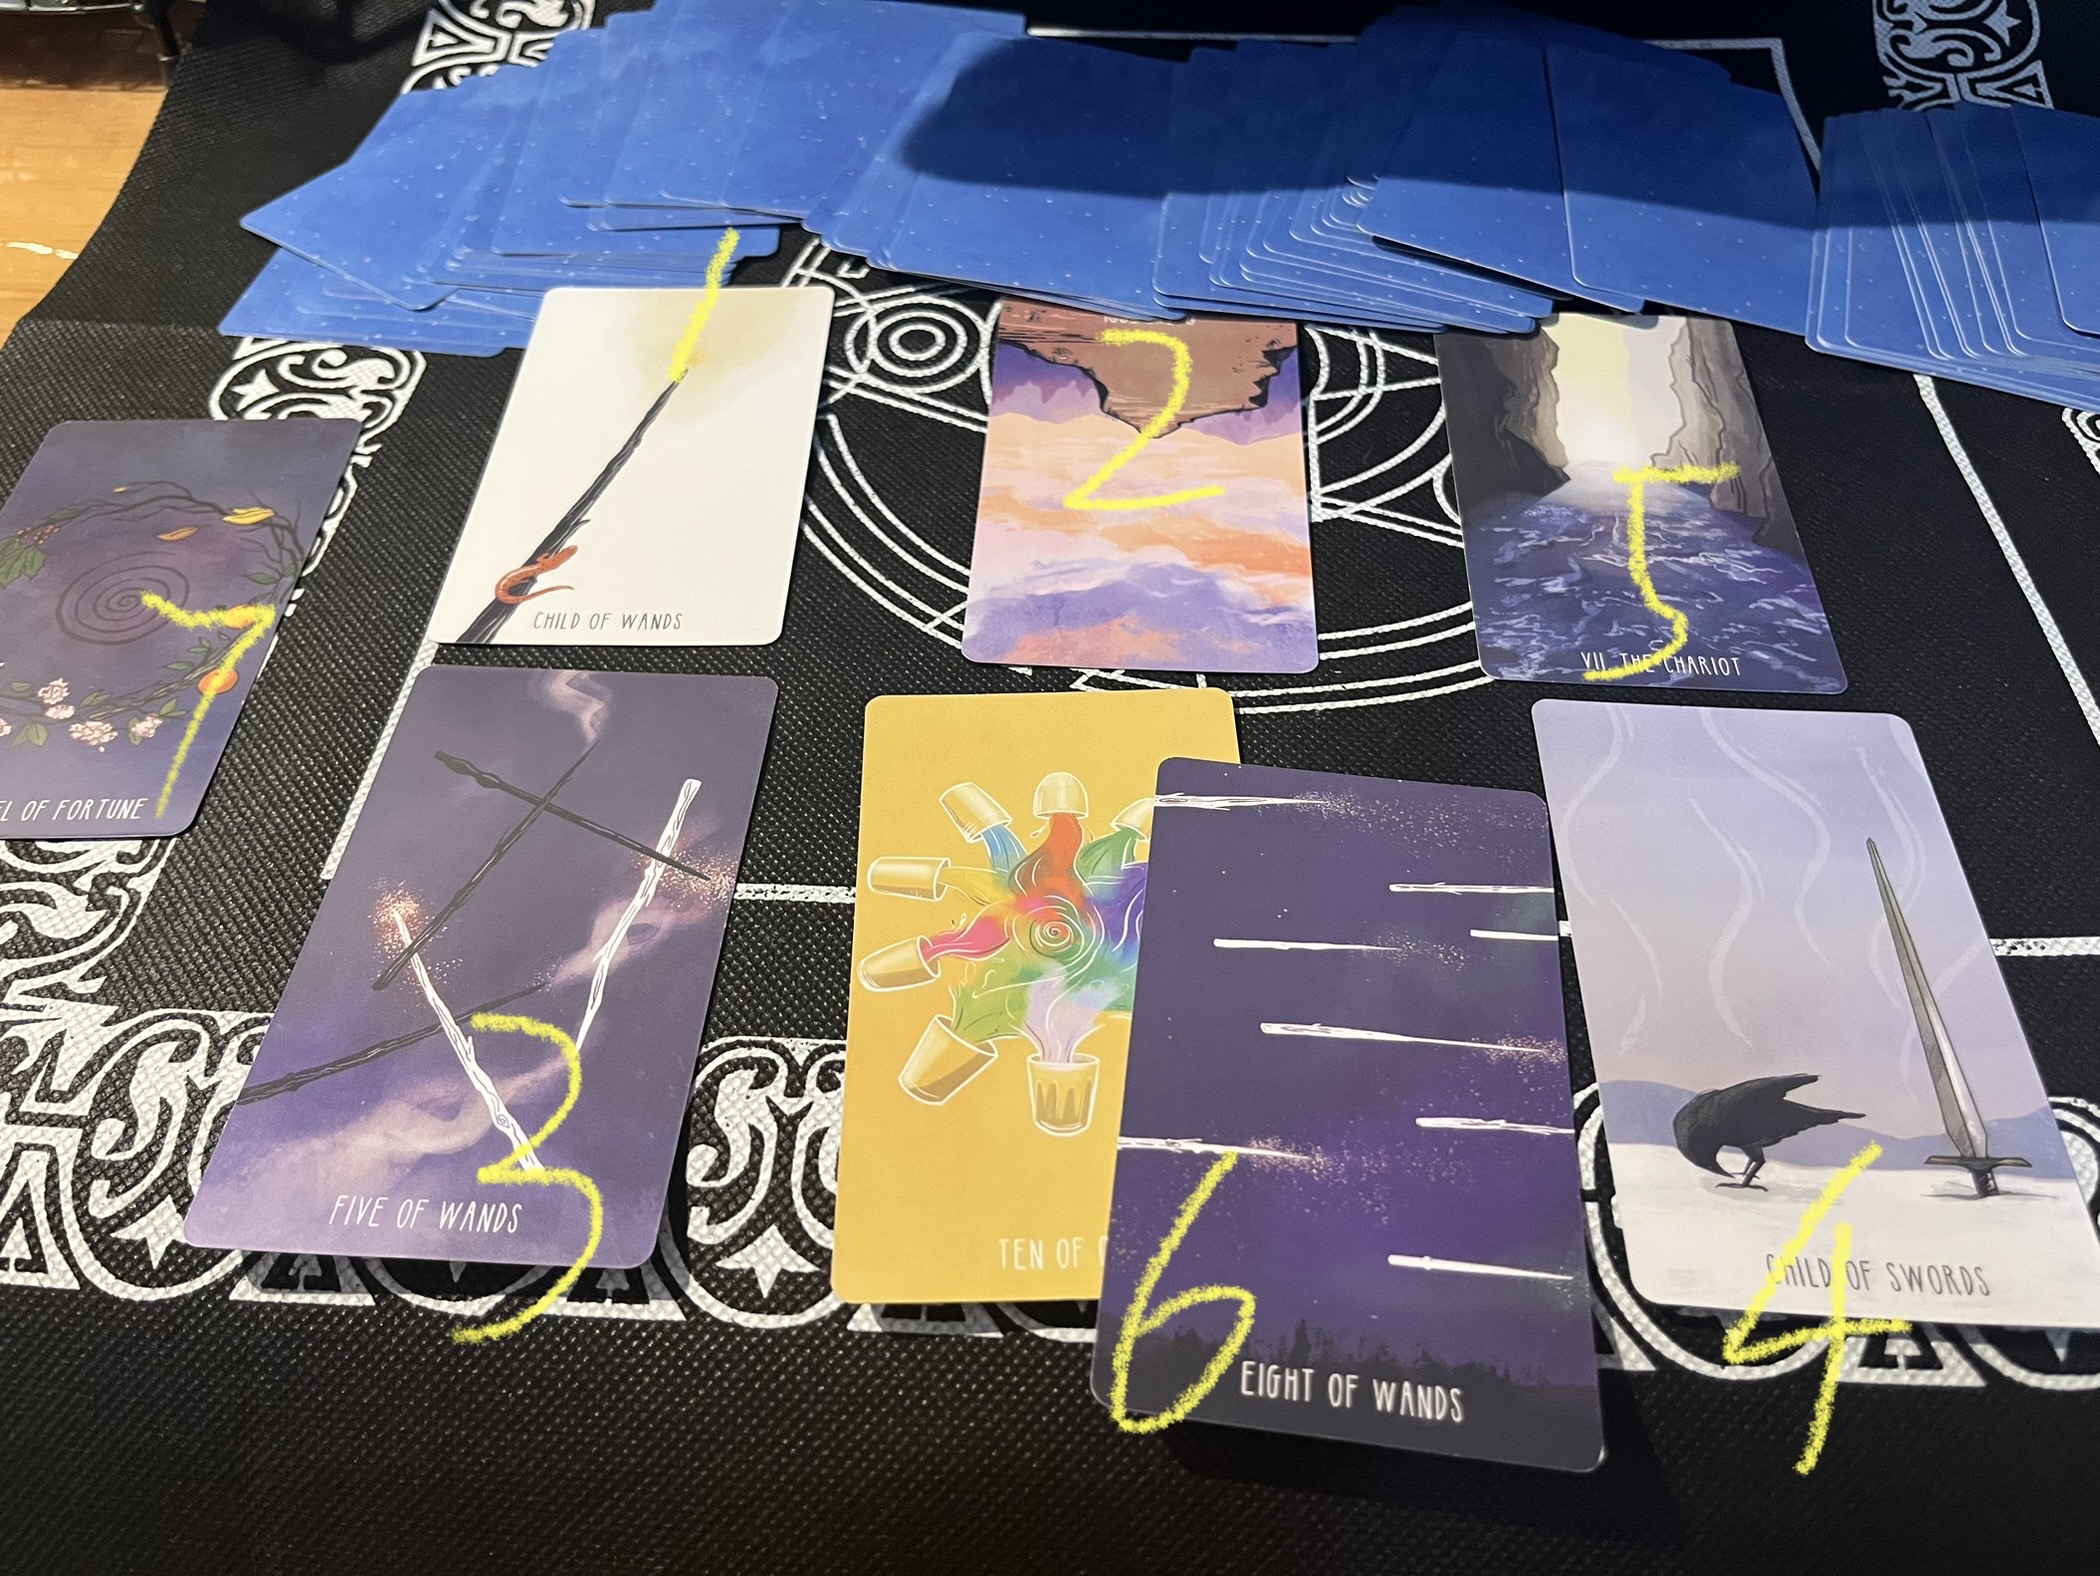 1
2
5
7
CHILD OF WANDS
VII. THE CHARIOT
EL OF FORTUNE
3
FIVE OF WANDS
TEN OF
6
EIGHT OF WANDS
4
CHILD OF SWORDS